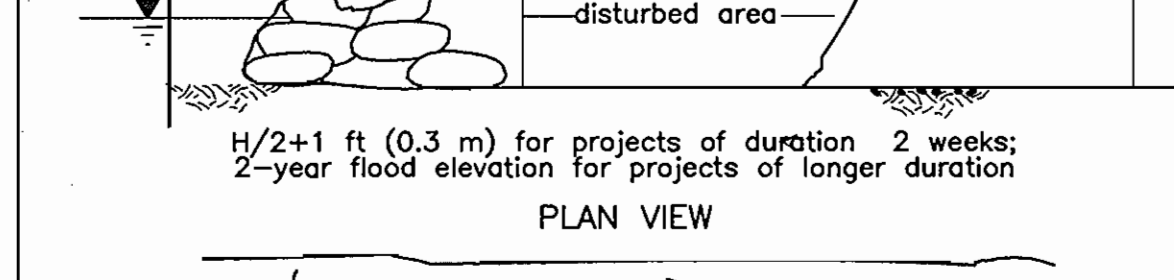 disturbed area
H/2+1 ft (0.3 m) for projects of duration 2 weeks;
2-year flood elevation for projects of longer duration
PLAN VIEW